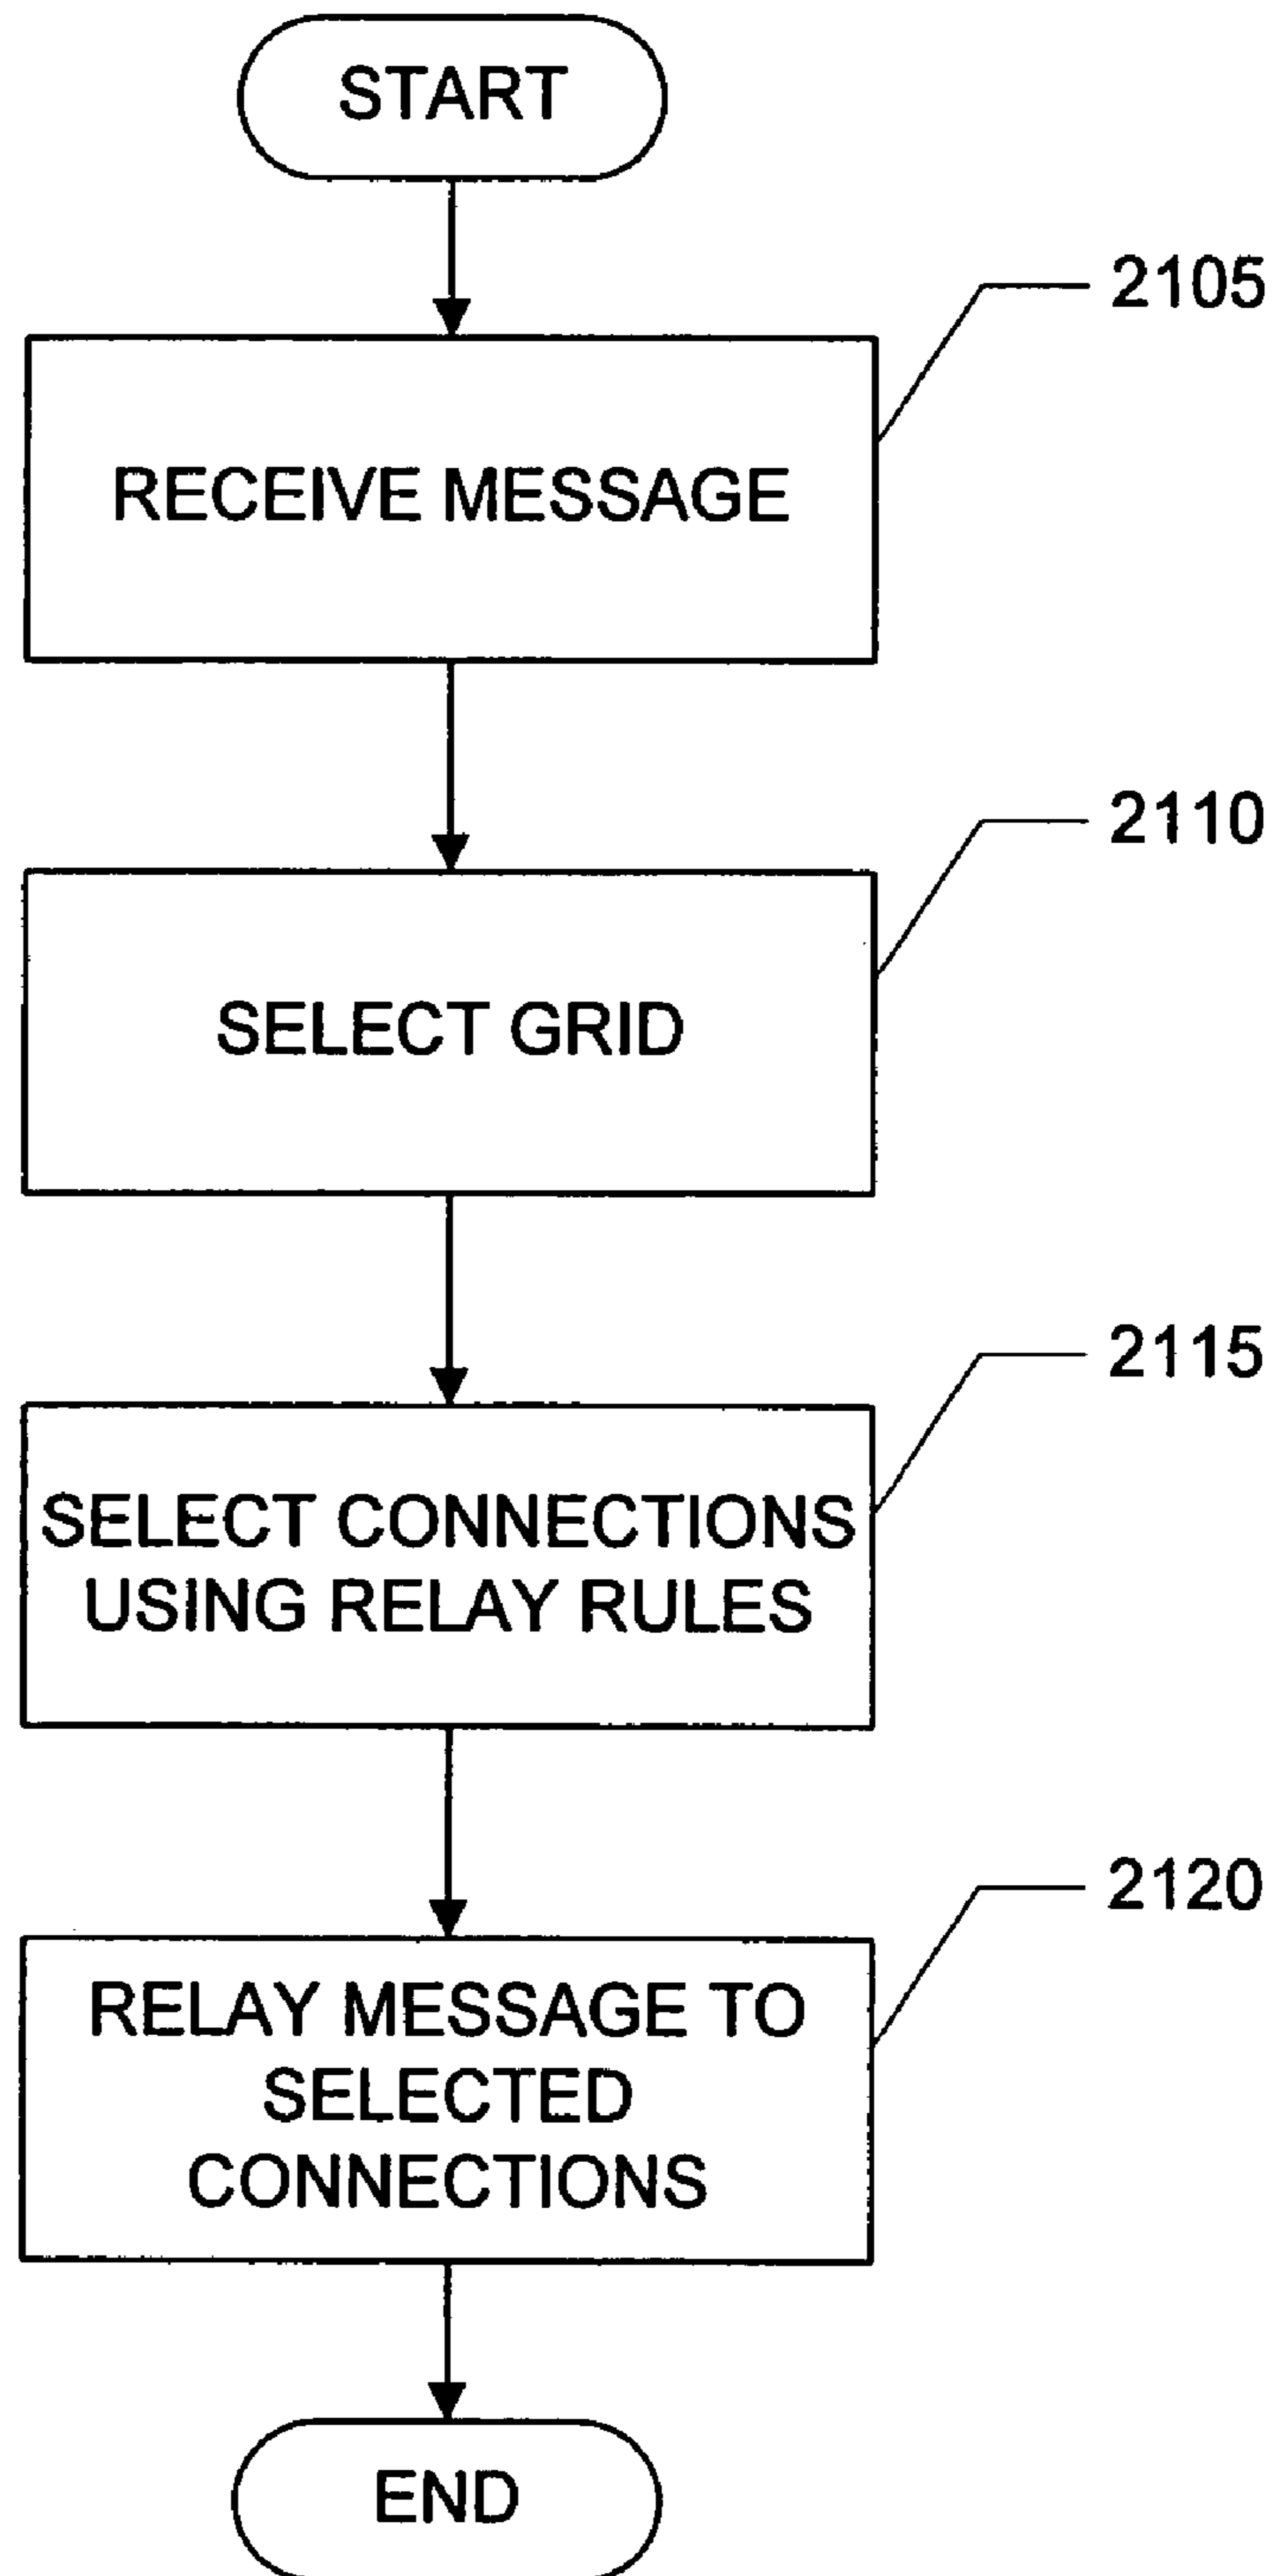 START
2105
RECEIVE MESSAGE
2110
SELECT GRID
2115
SELECT CONNECTIONS
USING RELAY RULES
2120
RELAY MESSAGE TO
SELECTED
CONNECTIONS
END